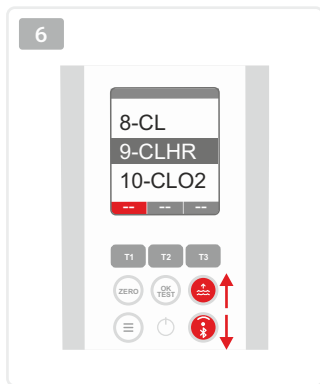 6
8-CL
9-CLHR
10-CLO2
-- -- --
T1 T2 T3
ZERO OK
TEST